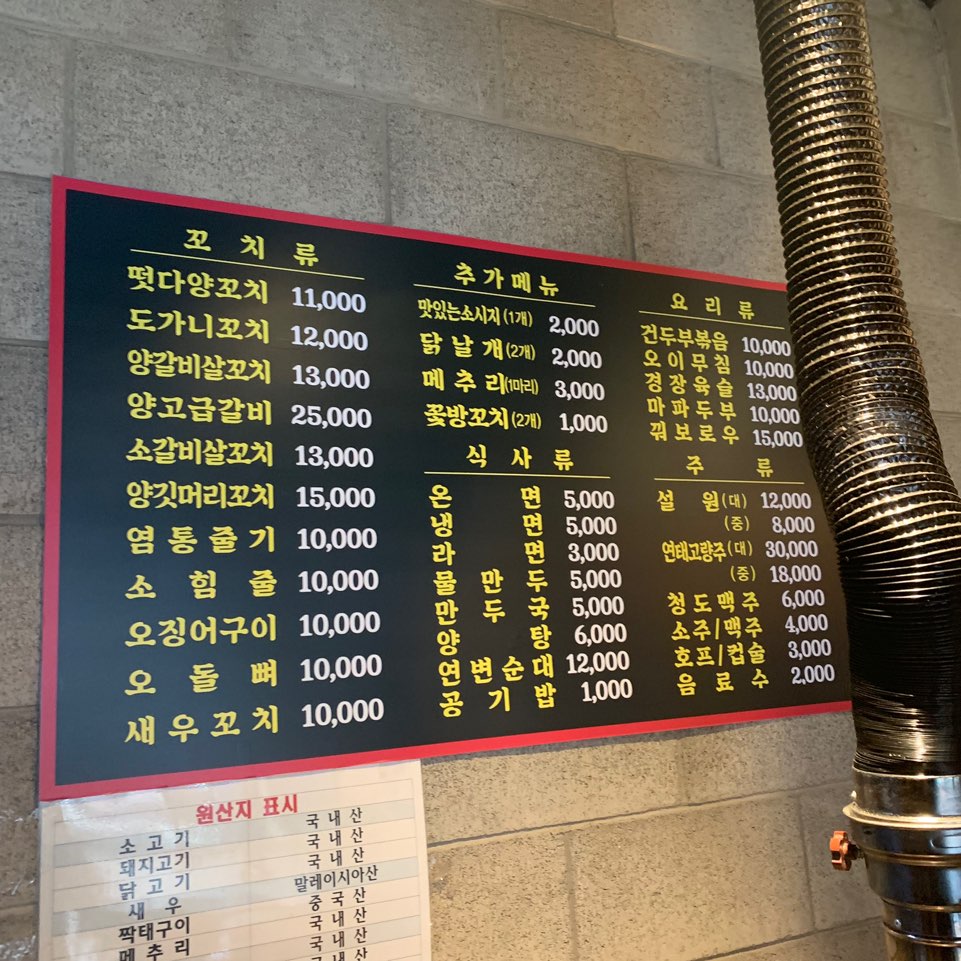 꼬치류
떳다양꼬치 11,000
도가니꼬치 12,000
양갈비살꼬치 13,000
양고급갈비 25,000
소갈비살꼬치 13,000
양깃머리꼬치 15,000
염통줄기 10,000
소힘줄 10,000
오징어구이 10,000
오돌뼈 10,000
새우꼬치 10,000
추가메뉴
맛있는소시지(1개) 2,000
닭날개(2개) 2,000
메추리(1마리) 3,000
꽃방꼬치(2개) 1,000
식사류
온면 5,000
냉면 5,000
라면 3,000
물만두 5,000
만두국 5,000
양탕 6,000
연변순대 12,000
공기밥 1,000
요리류
건두부볶음 10,000
오이무침 10,000
경장육슬 13,000
마파두부 10,000
꿔보로우 15,000
주류
설원(대) 12,000
(중) 8,000
연태고량주(대) 30,000
(중) 18,000
청도맥주 6,000
소주/맥주 4,000
호프/컵술 3,000
음료수 2,000
원산지 표시
소고기 국내산
돼지고기 국내산
닭고기 국내산
새우 말레이시아산
짝태구이 중국산
메추리 국내산
국내산